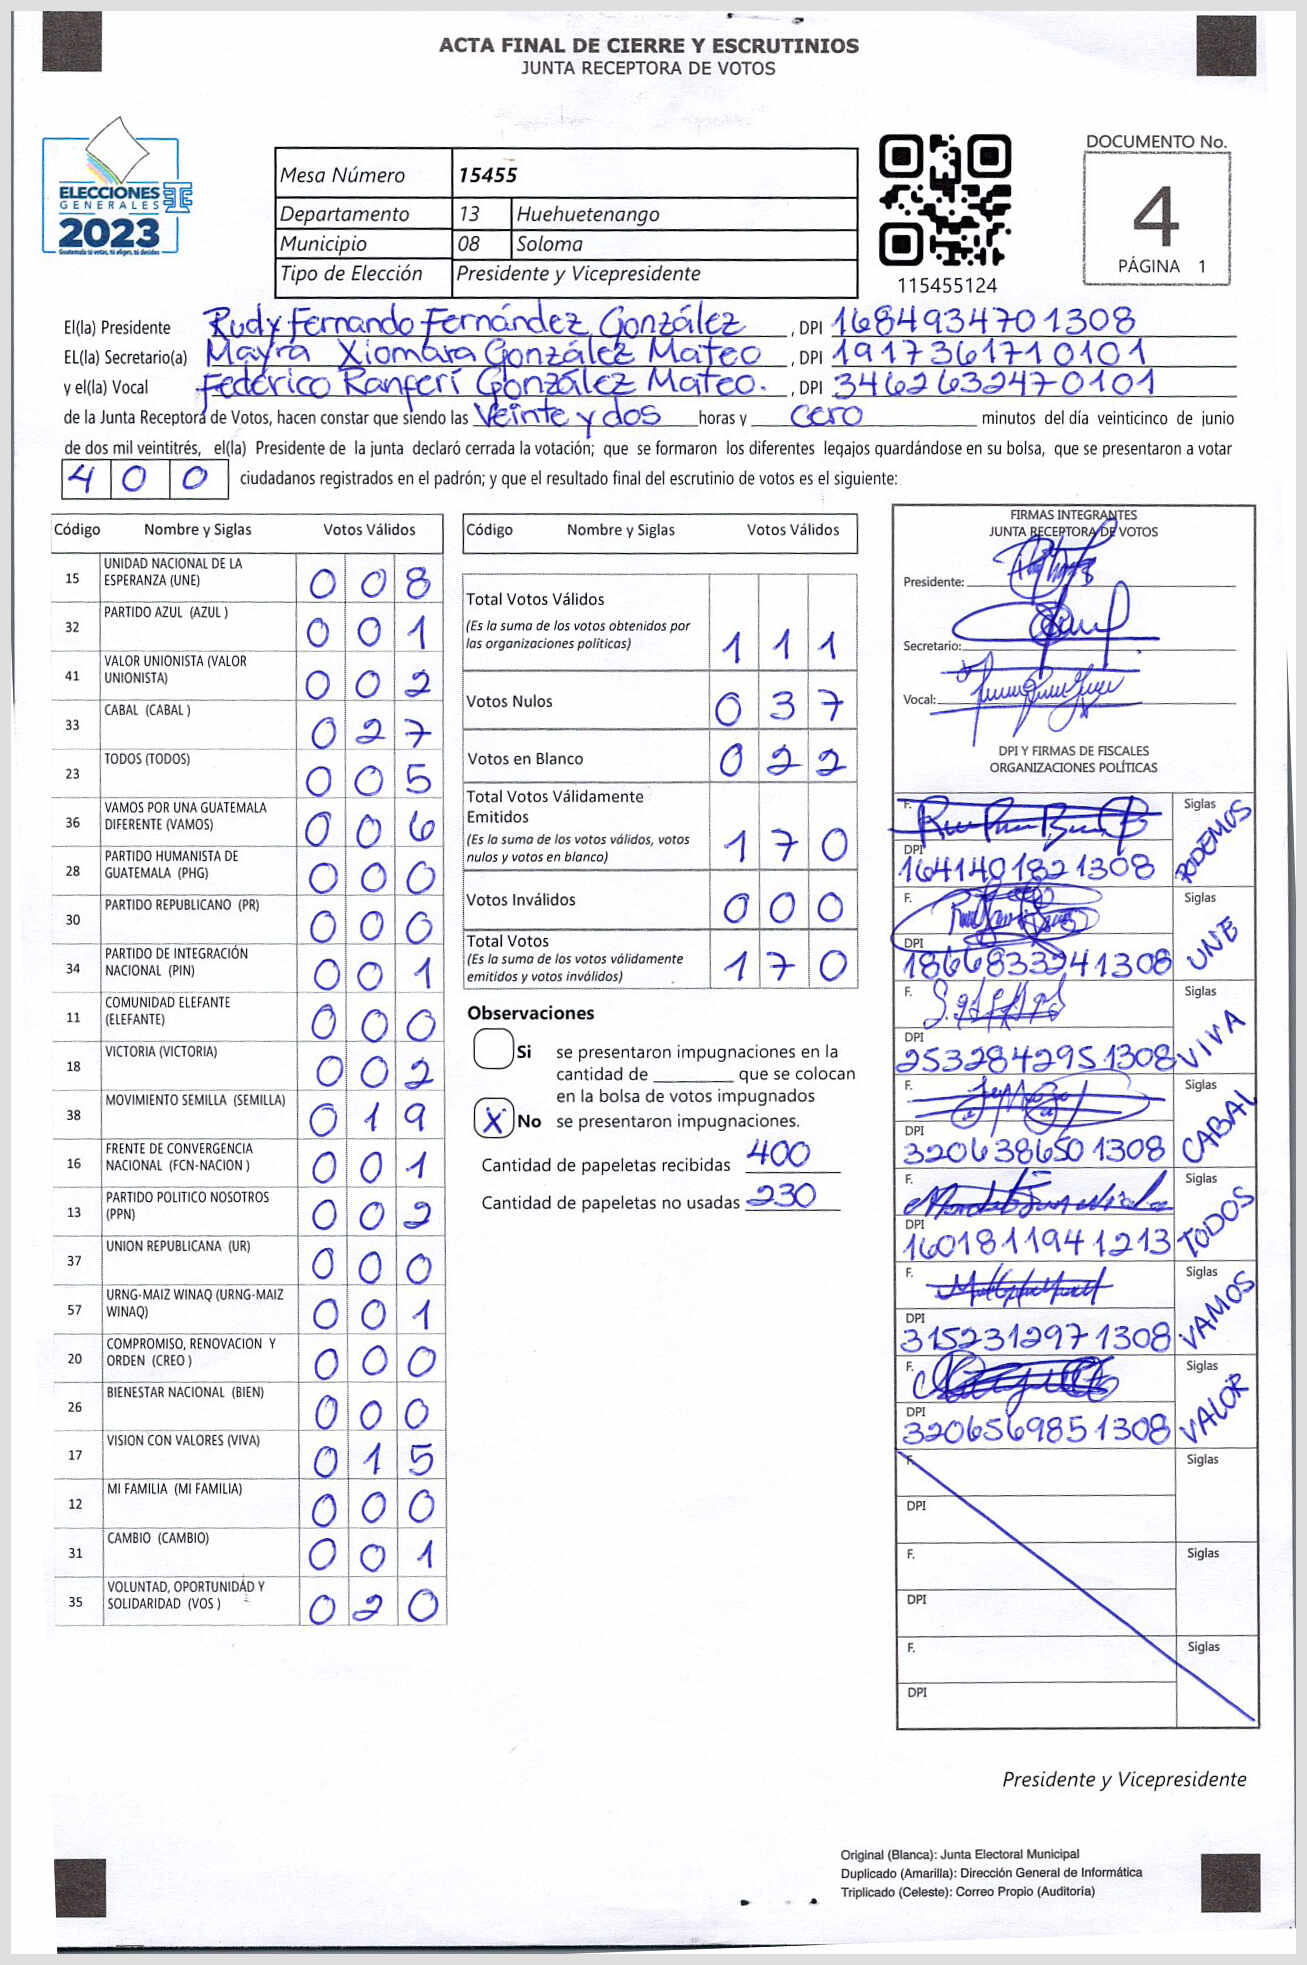 ACTA FINAL DE CIERRE Y ESCRUTINIOS
JUNTA RECEPTORA DE VOTOS
ELECCIONES
GENERALES
2023
Guatemala tú votas, tú eliges, tú decides
Mesa Número 15455
Departamento 13 Huehuetenango
Municipio 08 Soloma
Tipo de Elección Presidente y Vicepresidente
115455124
DOCUMENTO No.
4
PÁGINA 1
El(la) Presidente Rudy Fernando Fernández González, DPI 1684934701308
EL(la) Secretario(a) Mayra Xiomara González Mateo, DPI 1917361710101
y el(la) Vocal Federico Ranferí González Mateo., DPI 3462632470101
de la Junta Receptora de Votos, hacen constar que siendo las Veinte y dos horas y cero minutos del día veinticinco de junio
de dos mil veintitrés, el(la) Presidente de la junta declaró cerrada la votación; que se formaron los diferentes legajos guardándose en su bolsa, que se presentaron a votar
4 0 0 ciudadanos registrados en el padrón; y que el resultado final del escrutinio de votos es el siguiente:
Código Nombre y Siglas Votos Válidos
15 UNIDAD NACIONAL DE LA
ESPERANZA (UNE) 0 0 8
32 PARTIDO AZUL (AZUL ) 0 0 1
41 VALOR UNIONISTA (VALOR
UNIONISTA) 0 0 2
33 CABAL (CABAL ) 0 2 7
23 TODOS (TODOS) 0 0 5
36 VAMOS POR UNA GUATEMALA
DIFERENTE (VAMOS) 0 0 6
28 PARTIDO HUMANISTA DE
GUATEMALA (PHG) 0 0 0
30 PARTIDO REPUBLICANO (PR) 0 0 0
34 PARTIDO DE INTEGRACIÓN
NACIONAL (PIN) 0 0 1
11 COMUNIDAD ELEFANTE
(ELEFANTE) 0 0 0
18 VICTORIA (VICTORIA) 0 0 2
38 MOVIMIENTO SEMILLA (SEMILLA) 0 1 9
16 FRENTE DE CONVERGENCIA
NACIONAL (FCN-NACION ) 0 0 1
13 PARTIDO POLITICO NOSOTROS
(PPN) 0 0 2
37 UNION REPUBLICANA (UR) 0 0 0
57 URNG-MAIZ WINAQ (URNG-MAIZ
WINAQ) 0 0 1
20 COMPROMISO, RENOVACION Y
ORDEN (CREO ) 0 0 0
26 BIENESTAR NACIONAL (BIEN) 0 0 0
17 VISION CON VALORES (VIVA) 0 1 5
12 MI FAMILIA (MI FAMILIA) 0 0 0
31 CAMBIO (CAMBIO) 0 0 1
35 VOLUNTAD, OPORTUNIDAD Y
SOLIDARIDAD (VOS ) 0 2 0
Código Nombre y Siglas Votos Válidos
Total Votos Válidos
(Es la suma de los votos obtenidos por
las organizaciones políticas) 1 1 1
Votos Nulos 0 3 7
Votos en Blanco 0 2 2
Total Votos Válidamente
Emitidos
(Es la suma de los votos válidos, votos
nulos y votos en blanco) 1 7 0
Votos Inválidos 0 0 0
Total Votos
(Es la suma de los votos válidamente
emitidos y votos inválidos) 1 7 0
Observaciones
Si se presentaron impugnaciones en la
cantidad de ________ que se colocan
en la bolsa de votos impugnados
X No se presentaron impugnaciones.
Cantidad de papeletas recibidas 400
Cantidad de papeletas no usadas 230
FIRMAS INTEGRANTES
JUNTA RECEPTORA DE VOTOS
Presidente:
Secretario:
Vocal:
DPI Y FIRMAS DE FISCALES
ORGANIZACIONES POLÍTICAS
F. Siglas PODEMOS
DPI 1641401821308
F. Siglas UNE
DPI 1866833241308
F. Siglas VIVA
DPI 2532842951308
F. Siglas CABAL
DPI 3206386501308
F. Siglas TODOS
DPI 1601811941213
F. Siglas VAMOS
DPI 3152312971308
F. Siglas VALOR
DPI 3206569851308
F. Siglas
DPI
F. Siglas
DPI
F. Siglas
DPI
Presidente y Vicepresidente
Original (Blanca): Junta Electoral Municipal
Duplicado (Amarilla): Dirección General de Informática
Triplicado (Celeste): Correo Propio (Auditoría)